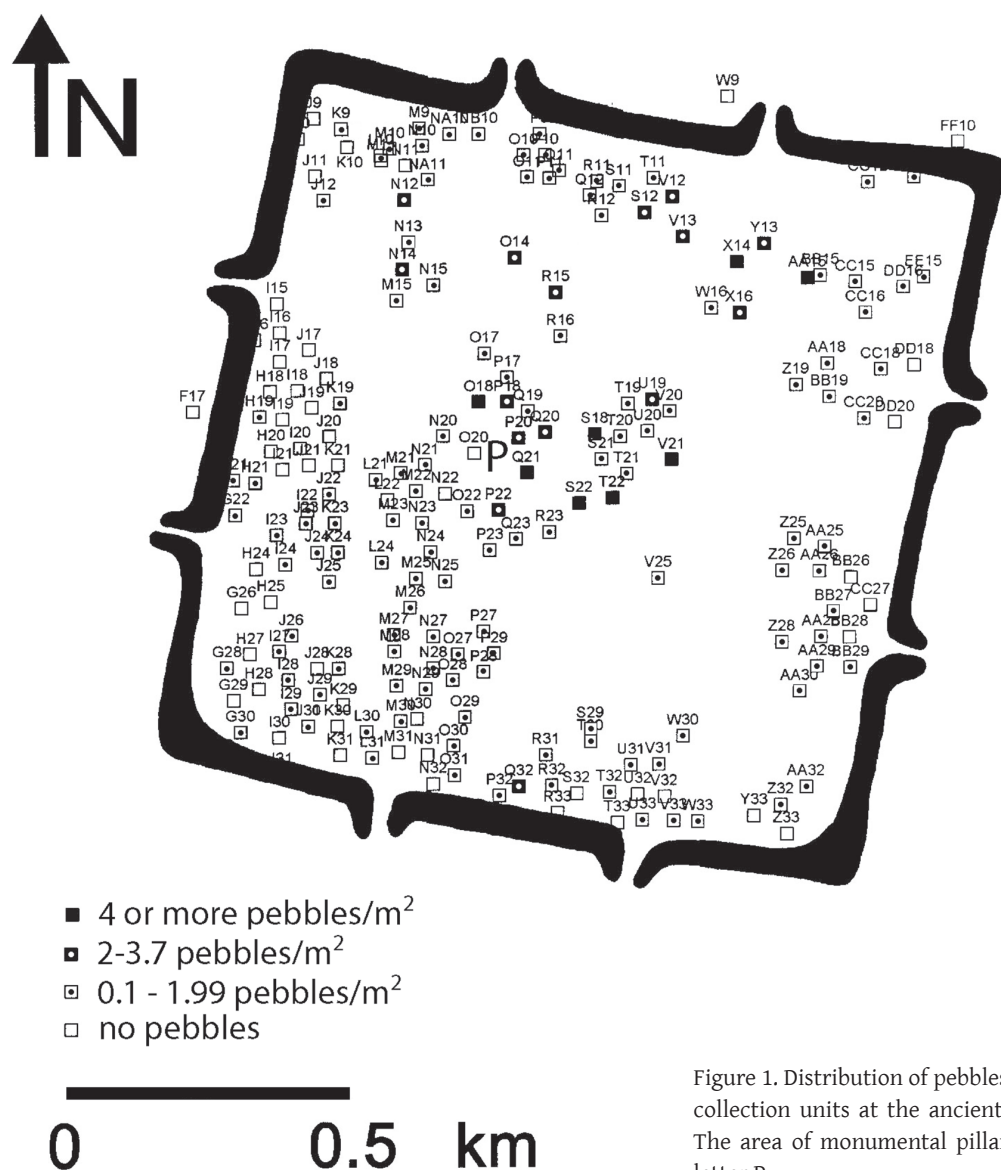 N
W9
FF10
J9 K9 M9 NA10 NB10
M10 N10 O10
K10 N11 Q11
J11 NA11 R11 S11 T11
J12 N12 Q12 R12 S12 V12
N13 V13 Y13
N14 O14 X14
M15 N15 R15 AA15 BB15 CC15 DD16 EE15
I15 W16 X16 CC16
I16 R16
I17 J17 O17
H18 I18 J18 P17 AA18 CC18 DD18
F17 H19 I19 J19 K19 O18 P18 Q19 T19 U19 V20 Z19 BB19
CC20 DD20
H20 I20 J20 N20 P20 Q20 S18 T20 U20
O20 P
H21 I21 J21 K21 L21 M21 N21 Q21 S21 T21 V21
G22 I22 J22 L22 M22 N22 O22 P22 S22 T22
I23 J23 K23 M23 N23 Q23 R23
H24 I24 J24 K24 L24 N24 P23 Z25 AA25
H25 J25 M25 N25 V25 Z26 AA26 BB26
G26 M26 BB27 CC27
J26 M27 N27 P27 Z28 AA28 BB28
G28 H27 I27 J28 K28 N28 O27 P29
G29 H28 I28 J29 M29 N29 O28 P28 AA29 BB29
I29 K29 AA30
G30 I30 J30 K30 L30 M30 N30 O29 S29 W30
K31 L31 M31 N31 O30 R31 U31 V31
N32 O31 P32 Q32 R32 S32 T32 U32 V32 Z32 AA32
R33 T33 U33 V33 W33 Y33 Z33
4 or more pebbles/m²
2-3.7 pebbles/m²
0.1 - 1.99 pebbles/m²
no pebbles
0 0.5 km
Figure 1. Distribution of pebbles
collection units at the ancient
The area of monumental pillar